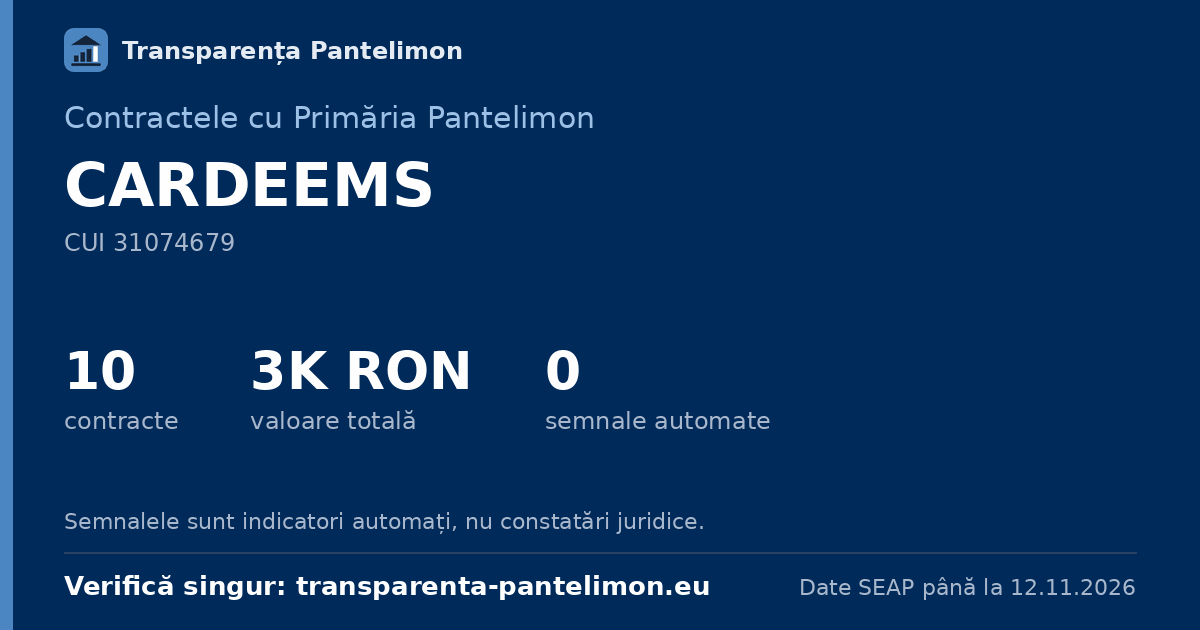 Transparența Pantelimon
Contractele cu Primăria Pantelimon
CARDEEMS
CUI 31074679
10
contracte
3K RON
valoare totală
0
semnale automate
Semnalele sunt indicatori automați, nu constatări juridice.
Verifică singur: transparenta-pantelimon.eu
Date SEAP până la 12.11.2026